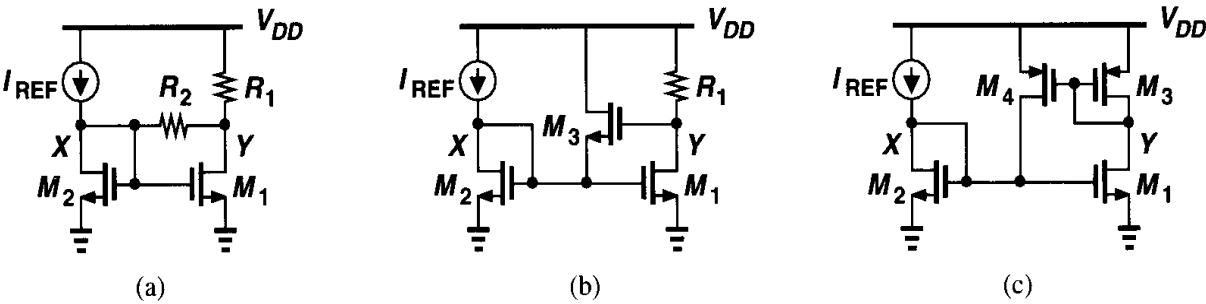 V_DD
I_REF
R_2
R_1
X
Y
M_2
M_1
(a)
V_DD
I_REF
R_1
M_3
X
Y
M_2
M_1
(b)
V_DD
I_REF
M_4
M_3
X
Y
M_2
M_1
(c)